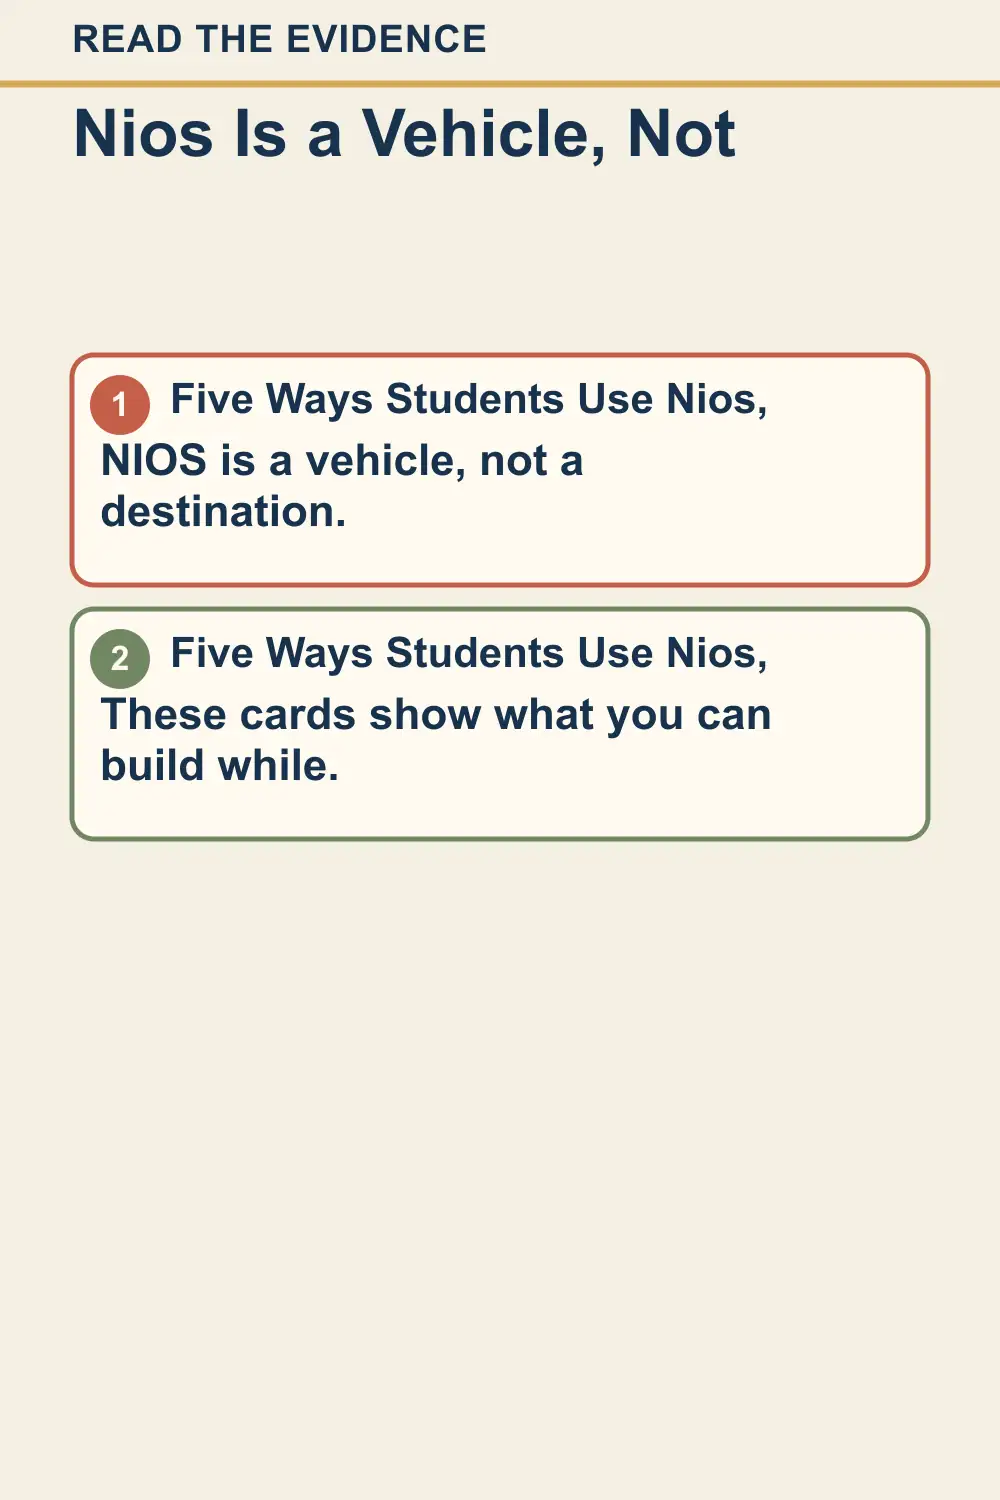 READ THE EVIDENCE
Nios Is a Vehicle, Not
1 Five Ways Students Use Nios,
NIOS is a vehicle, not a
destination.
2 Five Ways Students Use Nios,
These cards show what you can
build while.